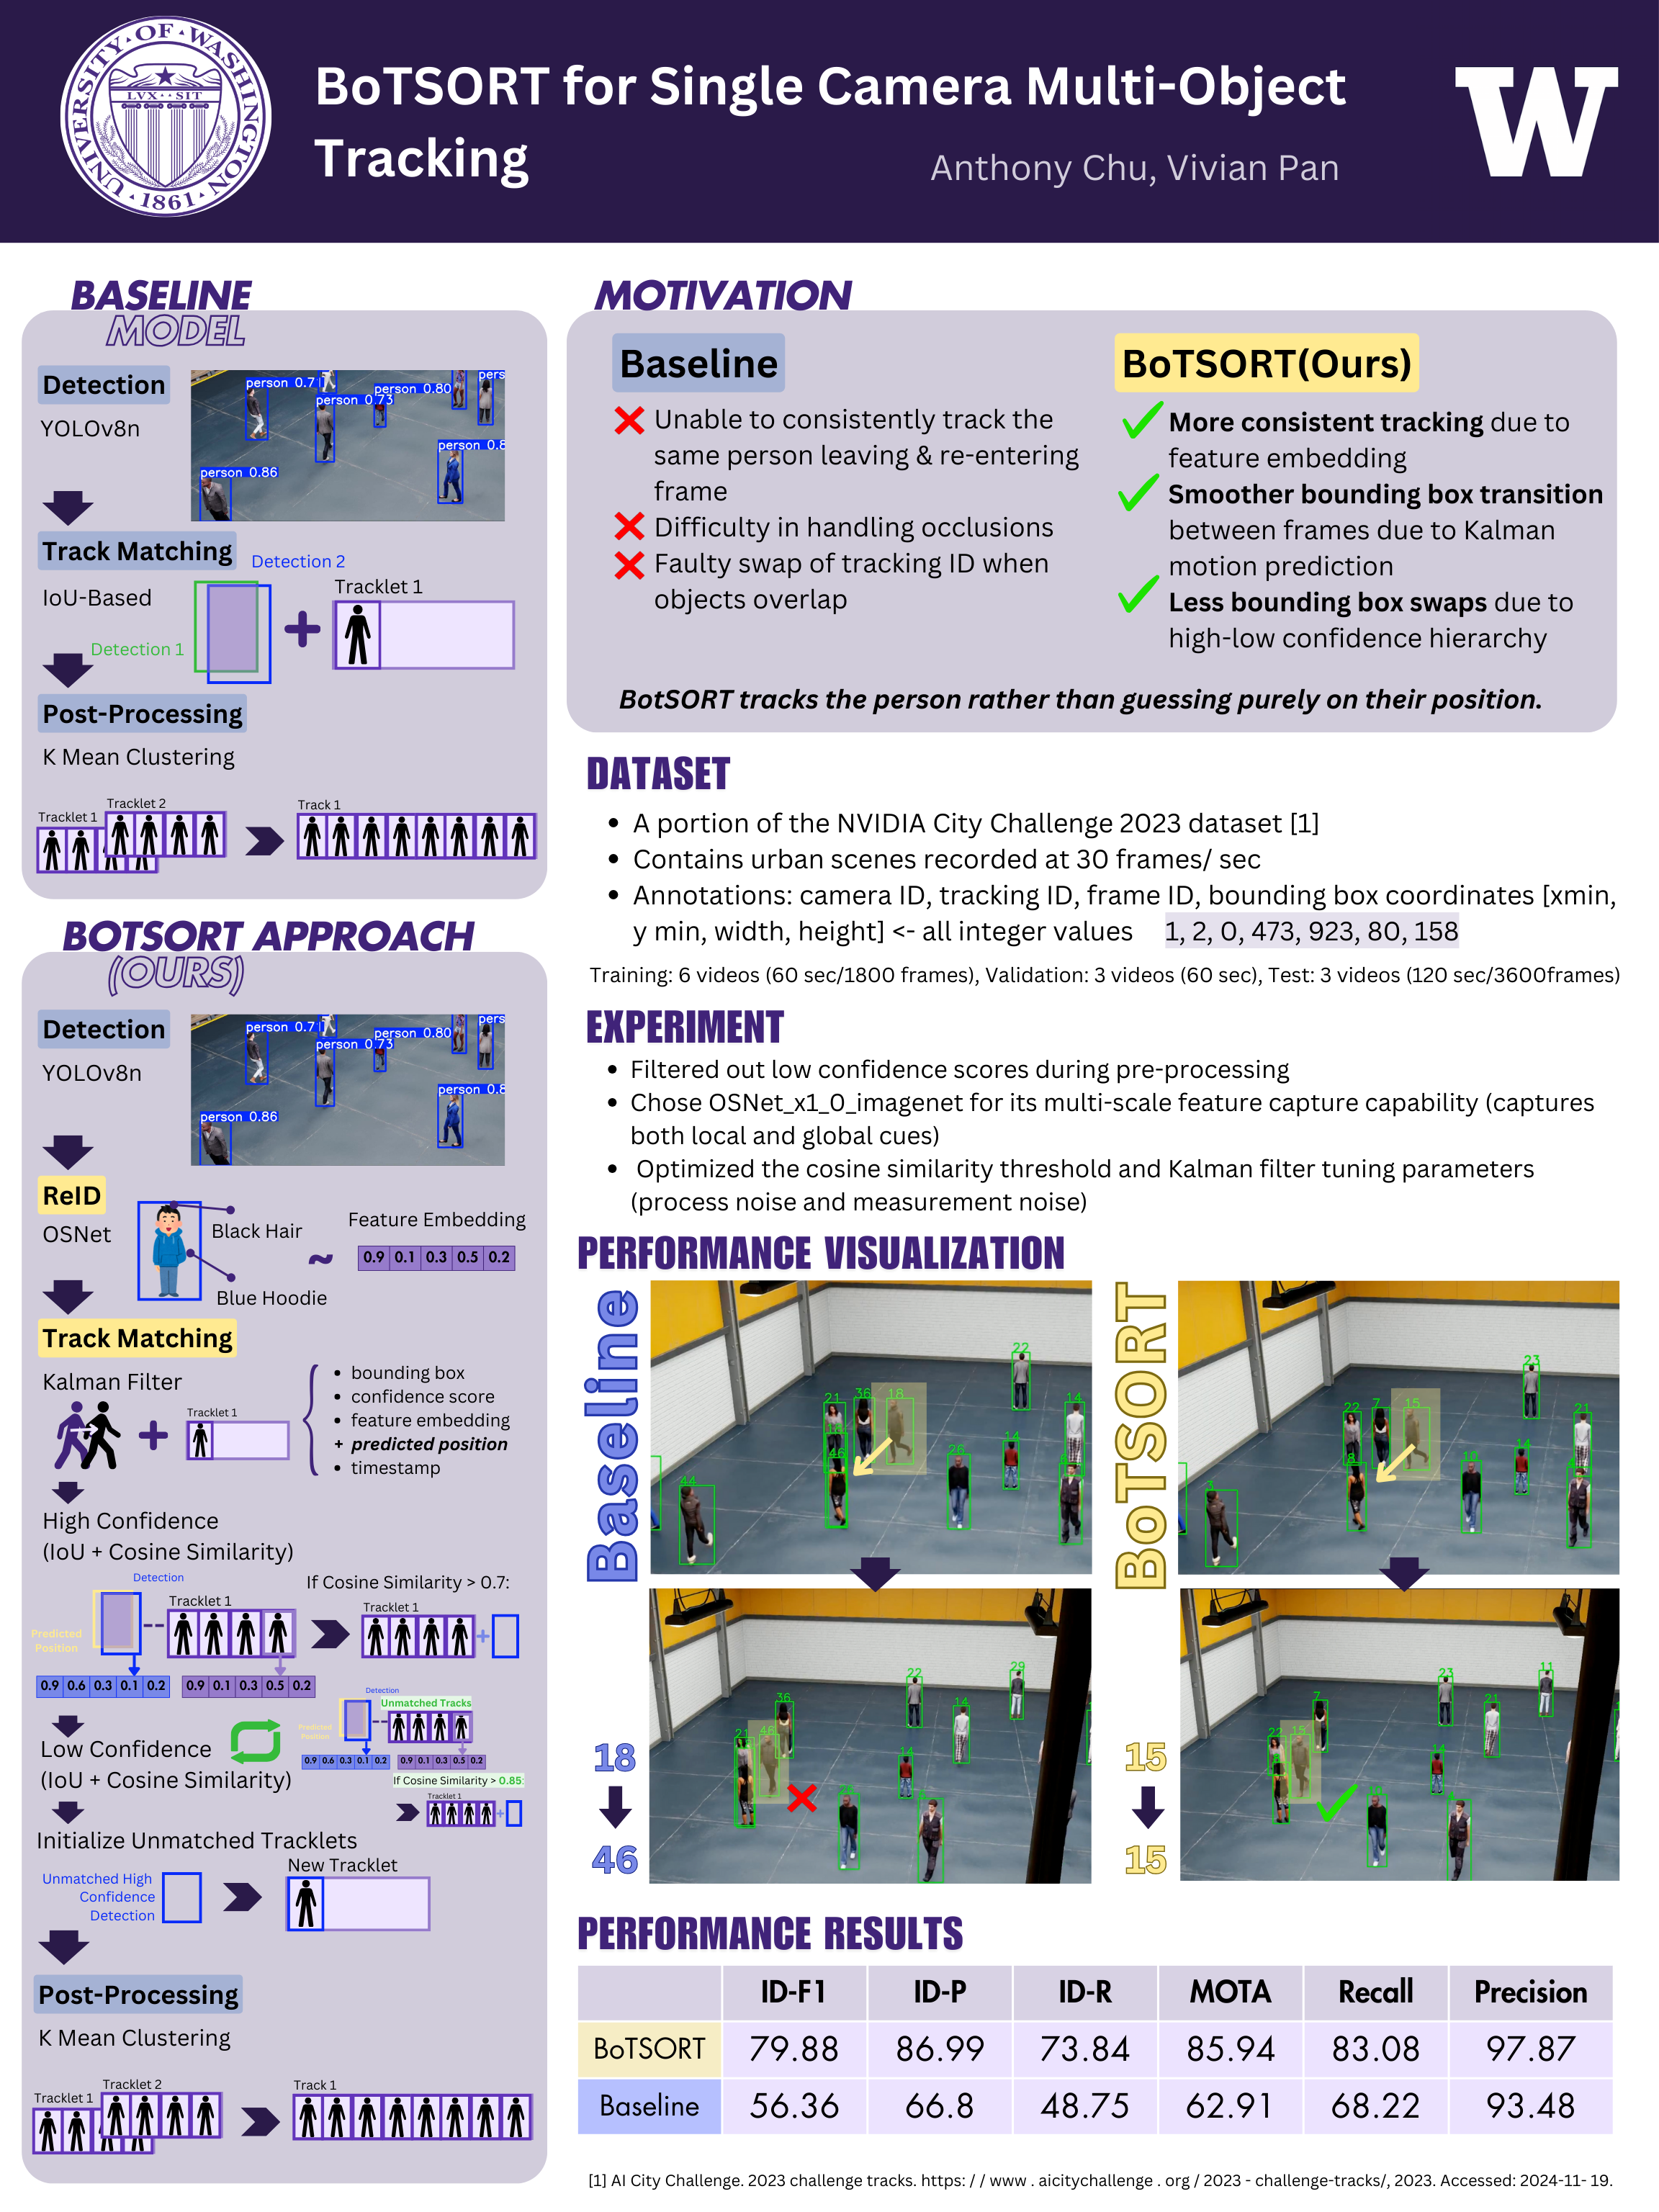 UNIVERSITY OF WASHINGTON
LVX SIT
1861
BoTSORT for Single Camera Multi-Object
Tracking
Anthony Chu, Vivian Pan
W
BASELINE
MODEL
Detection
YOLOv8n
person 0.7
person 0.73
person 0.80
pers
person 0.8
person 0.86
Track Matching
IoU-Based
Detection 2
Detection 1
Tracklet 1
Post-Processing
K Mean Clustering
Tracklet 1
Tracklet 2
Track 1
BOTSORT APPROACH
(OURS)
Detection
YOLOv8n
person 0.7
person 0.73
person 0.80
pers
person 0.8
person 0.86
ReID
OSNet
Black Hair
Blue Hoodie
~
Feature Embedding
0.9 0.1 0.3 0.5 0.2
Track Matching
Kalman Filter
Tracklet 1
• bounding box
• confidence score
• feature embedding
+ predicted position
• timestamp
High Confidence
(IoU + Cosine Similarity)
Detection
Predicted
Position
Tracklet 1
If Cosine Similarity > 0.7:
Tracklet 1
0.9 0.6 0.3 0.1 0.2
0.9 0.1 0.3 0.5 0.2
Low Confidence
(IoU + Cosine Similarity)
Detection
Unmatched Tracks
Predicted
Position
0.9 0.6 0.3 0.1 0.2
0.9 0.1 0.3 0.5 0.2
If Cosine Similarity > 0.85:
Tracklet 1
Initialize Unmatched Tracklets
Unmatched High
Confidence
Detection
New Tracklet
Post-Processing
K Mean Clustering
Tracklet 1
Tracklet 2
Track 1
MOTIVATION
Baseline
Unable to consistently track the
same person leaving & re-entering
frame
Difficulty in handling occlusions
Faulty swap of tracking ID when
objects overlap
BoTSORT(Ours)
More consistent tracking due to
feature embedding
Smoother bounding box transition
between frames due to Kalman
motion prediction
Less bounding box swaps due to
high-low confidence hierarchy
BotSORT tracks the person rather than guessing purely on their position.
DATASET
• A portion of the NVIDIA City Challenge 2023 dataset [1]
• Contains urban scenes recorded at 30 frames/ sec
• Annotations: camera ID, tracking ID, frame ID, bounding box coordinates [xmin,
y min, width, height] <- all integer values 1, 2, 0, 473, 923, 80, 158
Training: 6 videos (60 sec/1800 frames), Validation: 3 videos (60 sec), Test: 3 videos (120 sec/3600frames)
EXPERIMENT
• Filtered out low confidence scores during pre-processing
• Chose OSNet_x1_0_imagenet for its multi-scale feature capture capability (captures
both local and global cues)
• Optimized the cosine similarity threshold and Kalman filter tuning parameters
(process noise and measurement noise)
PERFORMANCE VISUALIZATION
Baseline
22
21 36 18 14
46
26 14
44
22 29
36
14
21 46
14
18
46
BoTSORT
23
22 7 15 21
8
10 14
3
23 11
7
21
22 15
14
15
15
PERFORMANCE RESULTS
ID-F1 ID-P ID-R MOTA Recall Precision
BoTSORT 79.88 86.99 73.84 85.94 83.08 97.87
Baseline 56.36 66.8 48.75 62.91 68.22 93.48
[1] AI City Challenge. 2023 challenge tracks. https: / / www . aicitychallenge . org / 2023 - challenge-tracks/, 2023. Accessed: 2024-11- 19.